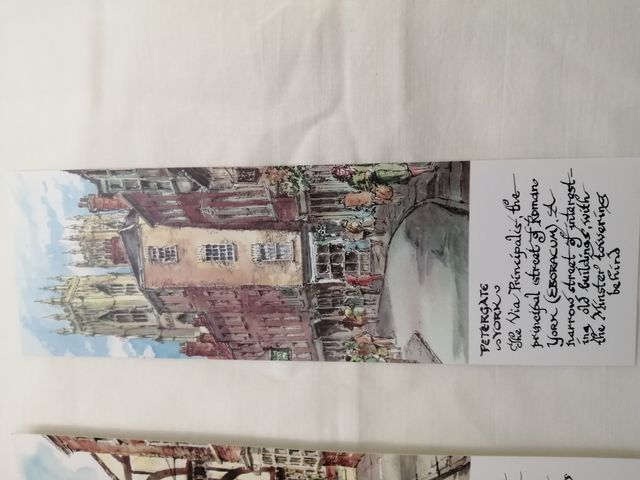 PETERGATE
YORK
The Via Principalis, the
principal street of Roman
York (EBORACUM). A
narrow street of interest-
ing old buildings, with
the Minster towering
behind